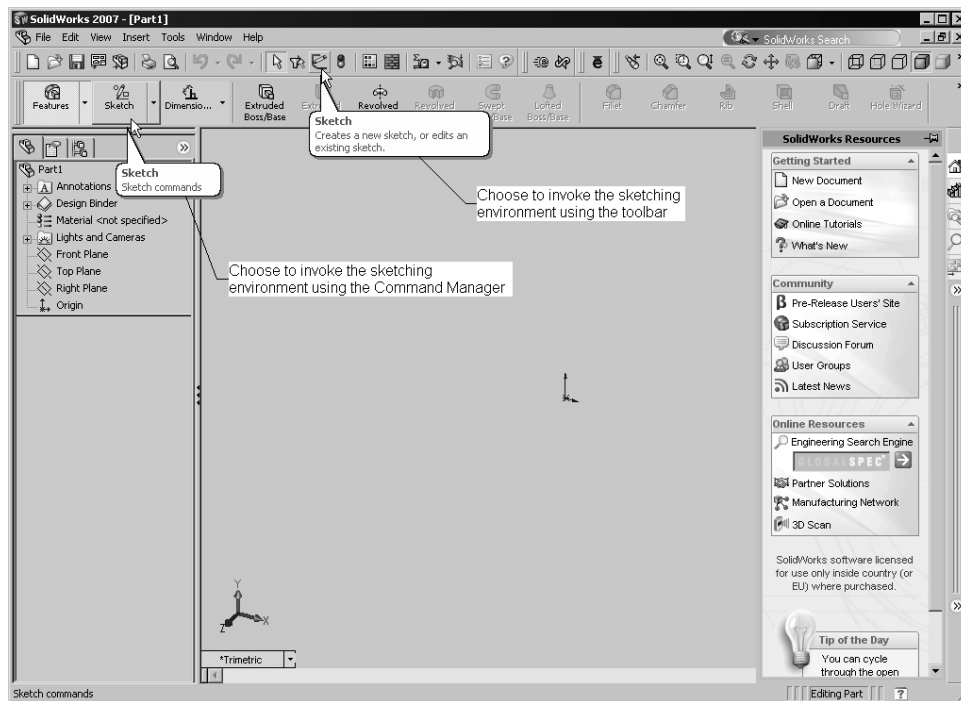 SolidWorks 2007 - [Part1]
File Edit View Insert Tools Window Help
SolidWorks Search
Features
Sketch
Dimensio...
Extruded Boss/Base
Revolved
Revolved
Swept
Lofted Boss/Base
Fillet
Chamfer
Rib
Shell
Draft
Hole Wizard
Sketch
Creates a new sketch, or edits an
existing sketch.
Sketch
Sketch commands
Part1
Annotations
Design Binder
Material <not specified>
Lights and Cameras
Front Plane
Top Plane
Right Plane
Origin
Choose to invoke the sketching
environment using the toolbar
Choose to invoke the sketching
environment using the Command Manager
Y
X
Z
*Trimetric
SolidWorks Resources
Getting Started
New Document
Open a Document
Online Tutorials
What's New
Community
Pre-Release Users' Site
Subscription Service
Discussion Forum
User Groups
Latest News
Online Resources
Engineering Search Engine
GLOBALSPEC
Partner Solutions
Manufacturing Network
3D Scan
SolidWorks software licensed
for use only inside country (or
EU) where purchased.
Tip of the Day
You can cycle
through the open
Sketch commands
Editing Part